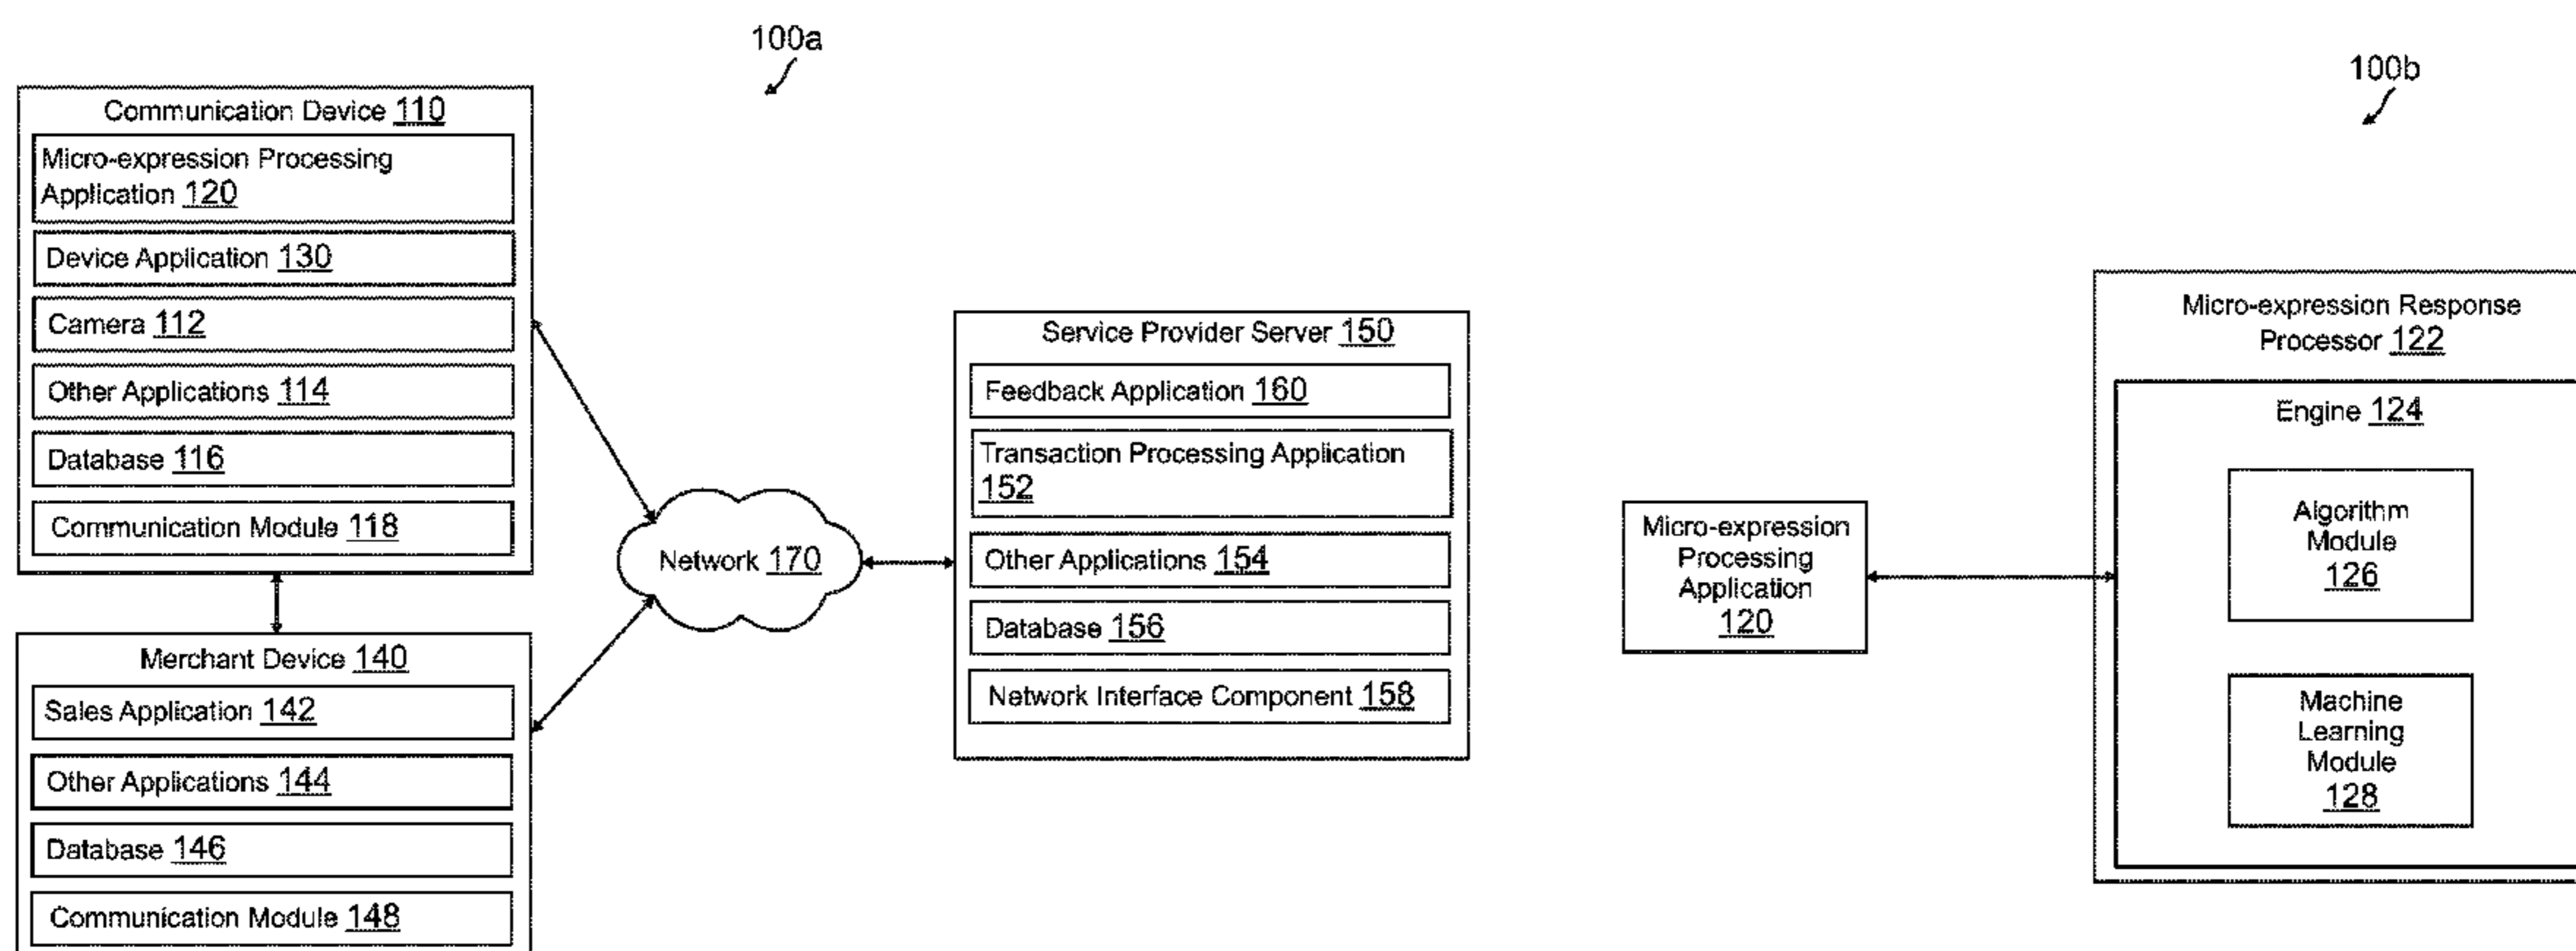 100a
Communication Device 110
Micro-expression Processing
Application 120
Device Application 130
Camera 112
Other Applications 114
Database 116
Communication Module 118
Merchant Device 140
Sales Application 142
Other Applications 144
Database 146
Communication Module 148
Network 170
Service Provider Server 150
Feedback Application 160
Transaction Processing Application
152
Other Applications 154
Database 156
Network Interface Component 158
100b
Micro-expression
Processing
Application
120
Micro-expression Response
Processor 122
Engine 124
Algorithm
Module
126
Machine
Learning
Module
128